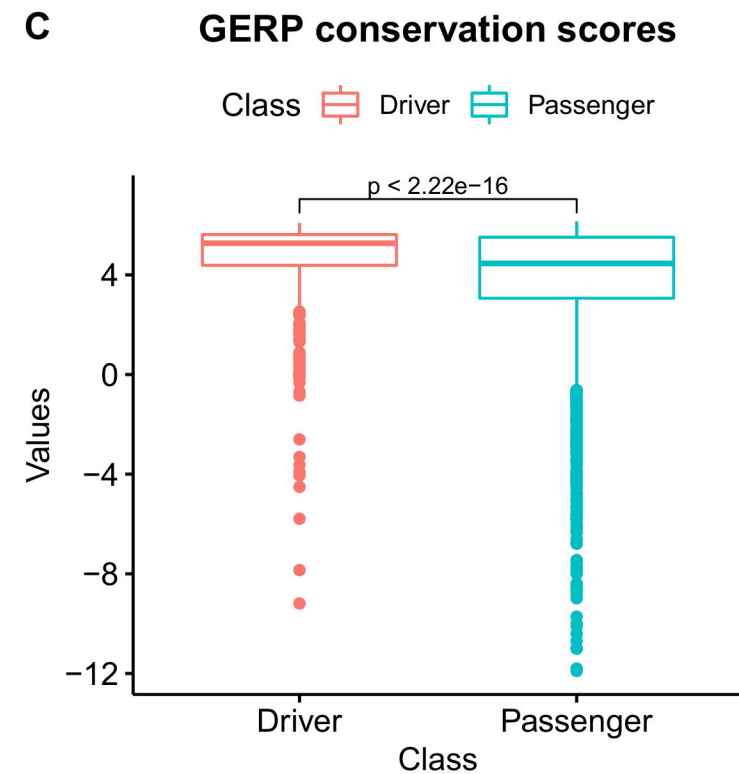 C GERP conservation scores
Class Driver Passenger
p < 2.22e−16
4
0
−4
−8
−12
Values
Driver Passenger
Class